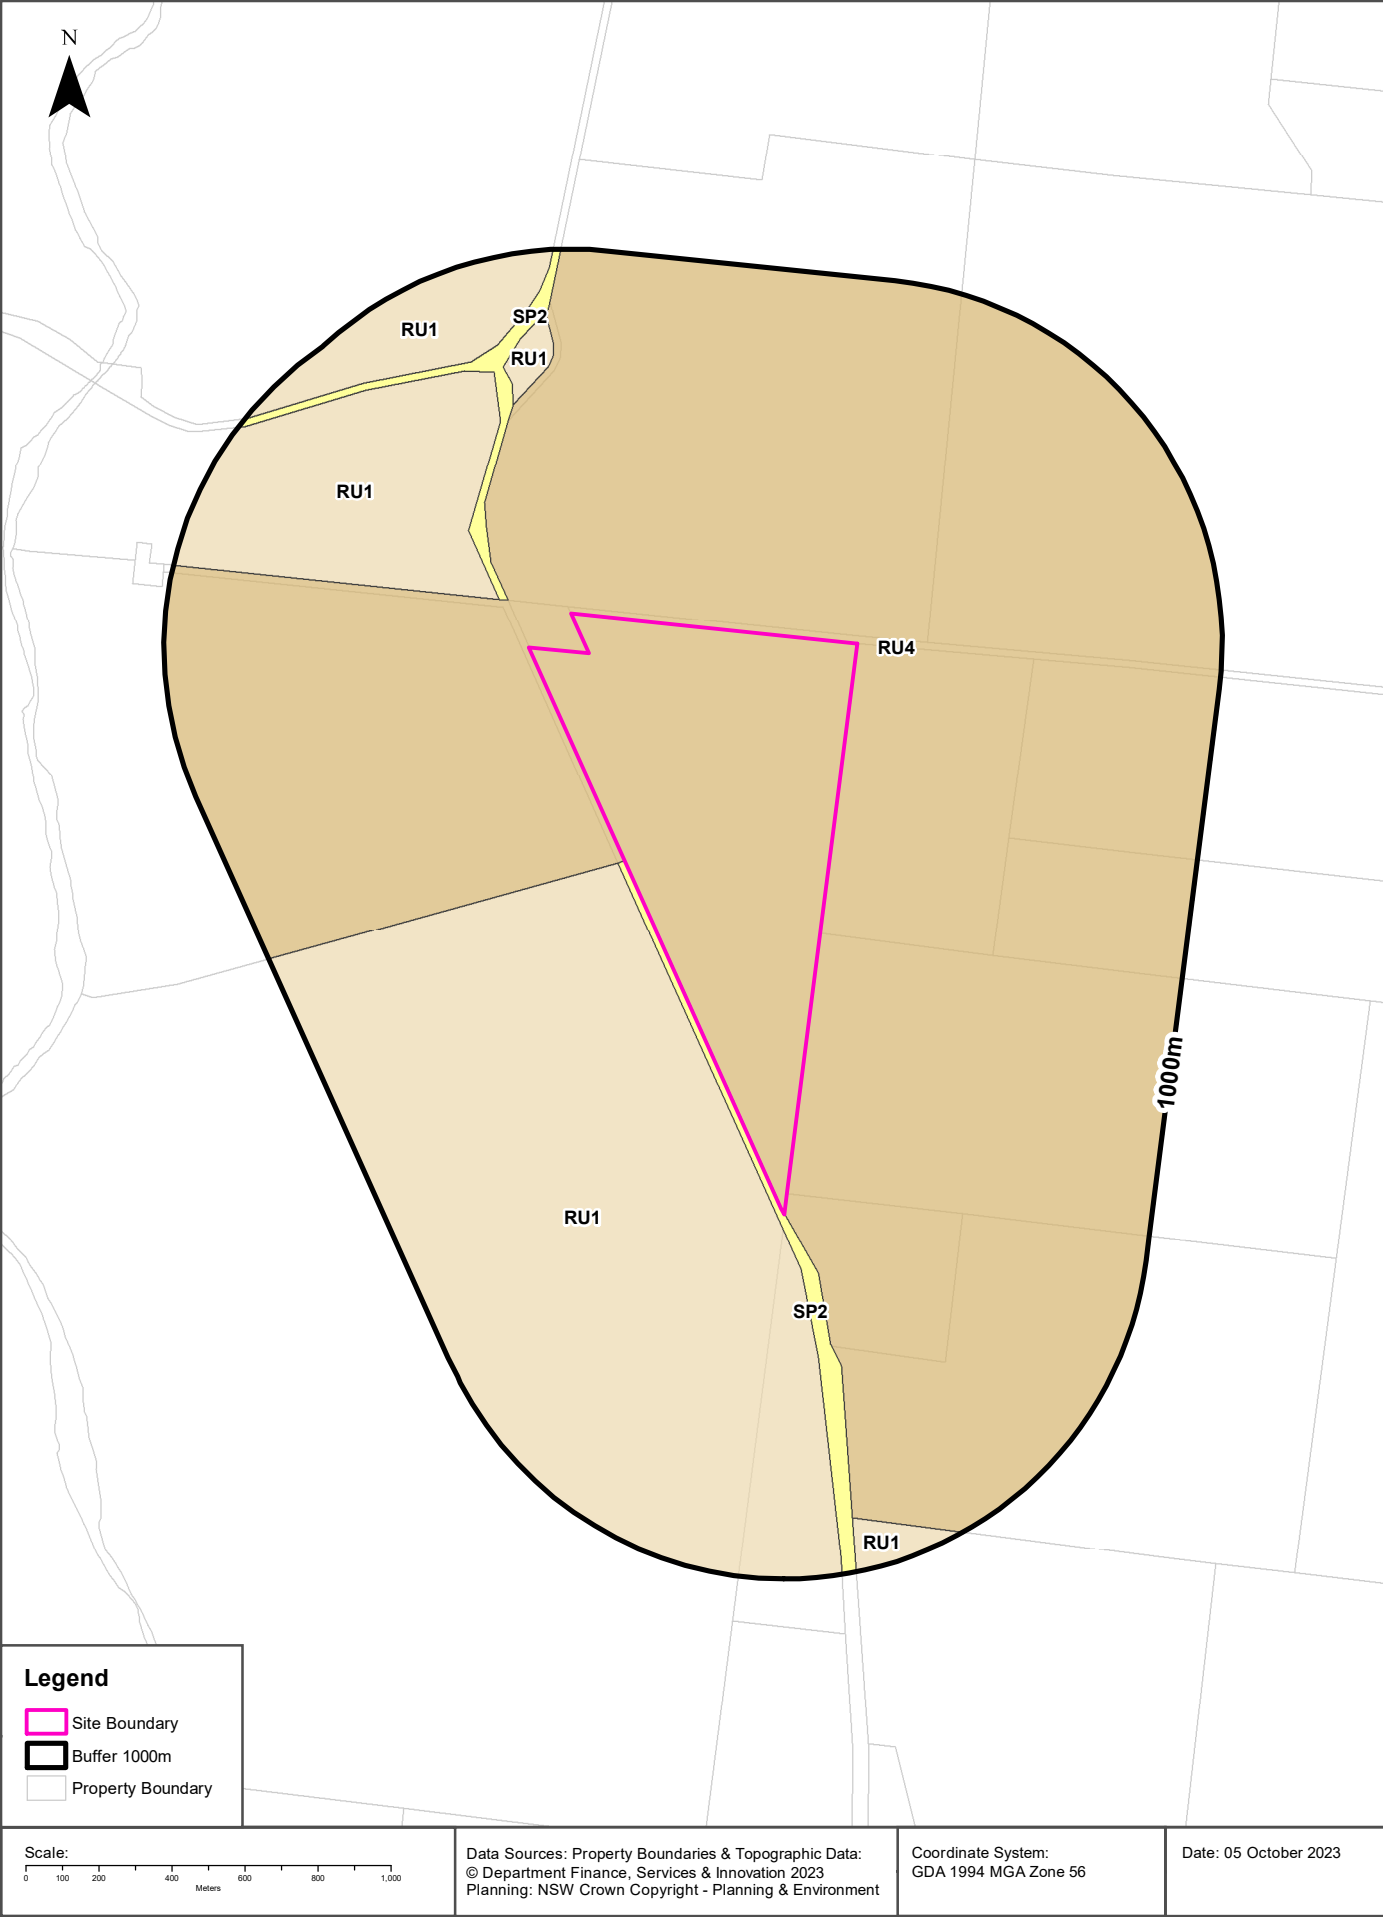 N
SP2
RU1
RU1
RU1
RU4
1000m
RU1
SP2
RU1
Legend
Site Boundary
Buffer 1000m
Property Boundary
Scale:
0 100 200 400 600 800 1,000
Meters
Data Sources: Property Boundaries & Topographic Data:
© Department Finance, Services & Innovation 2023
Planning: NSW Crown Copyright - Planning & Environment
Coordinate System:
GDA 1994 MGA Zone 56
Date: 05 October 2023